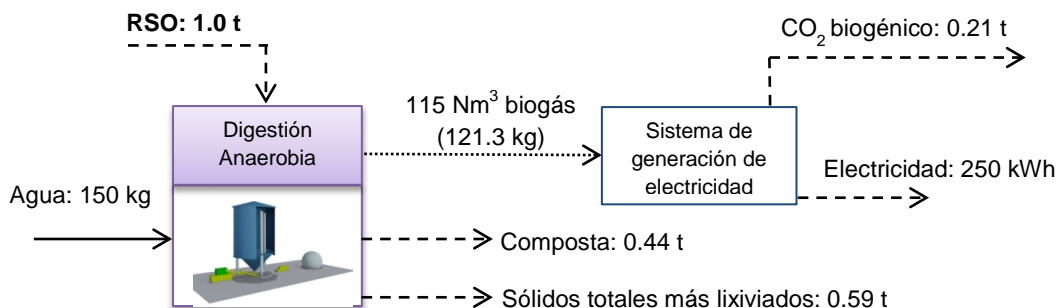 RSO: 1.0 t
CO2 biogénico: 0.21 t
115 Nm3 biogás
(121.3 kg)
Digestión
Anaerobia
Sistema de
generación de
electricidad
Electricidad: 250 kWh
Agua: 150 kg
Composta: 0.44 t
Sólidos totales más lixiviados: 0.59 t